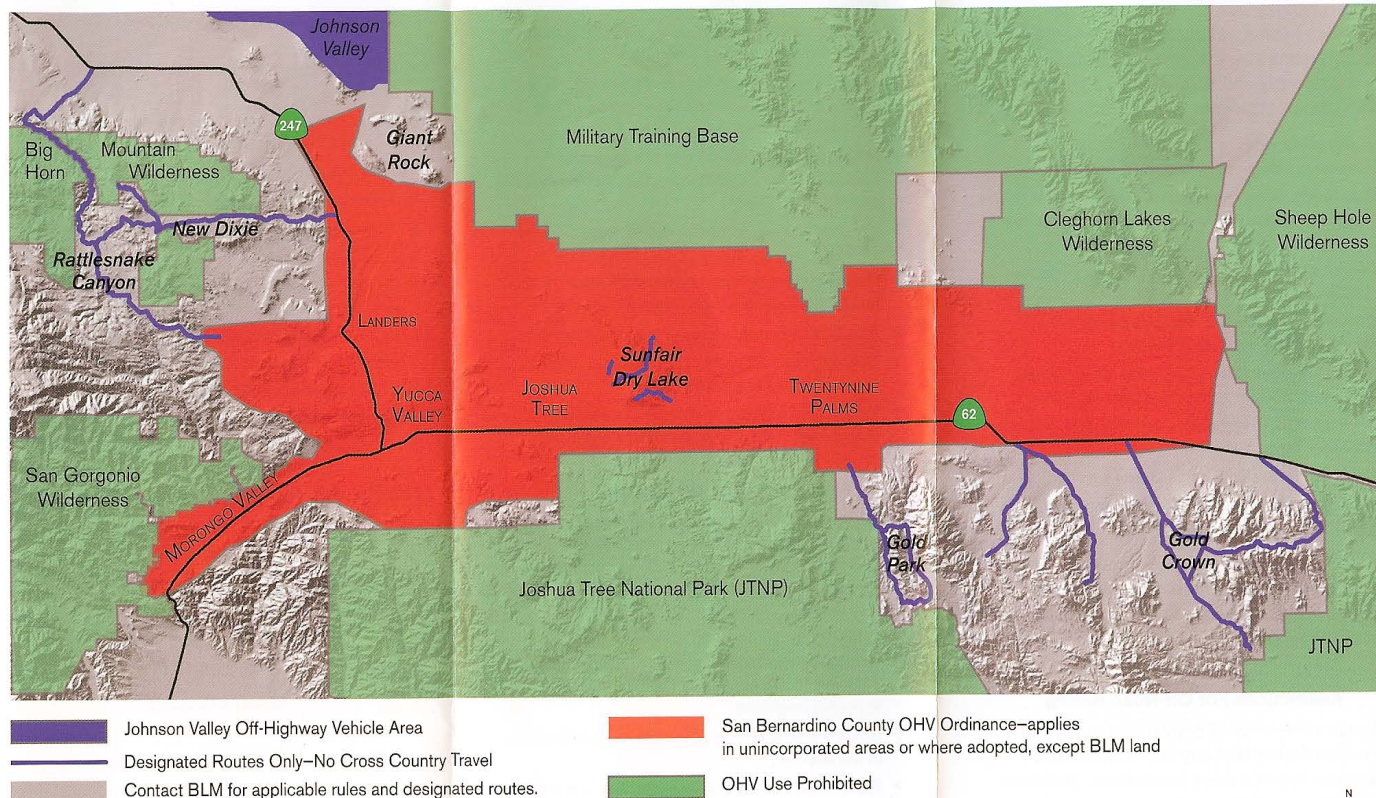 Johnson
Valley
247
Giant
Rock
Military Training Base
Big
Horn
Mountain
Wilderness
Cleghorn Lakes
Wilderness
Sheep Hole
Wilderness
New Dixie
Rattlesnake
Canyon
LANDERS
Sunfair
Dry Lake
YUCCA
VALLEY
JOSHUA
TREE
TWENTYNINE
PALMS
62
San Gorgonio
Wilderness
MORONGO VALLEY
Gold
Park
Gold
Crown
Joshua Tree National Park (JTNP)
JTNP
Johnson Valley Off-Highway Vehicle Area
Designated Routes Only–No Cross Country Travel
Contact BLM for applicable rules and designated routes.
San Bernardino County OHV Ordinance–applies
in unincorporated areas or where adopted, except BLM land
OHV Use Prohibited
N